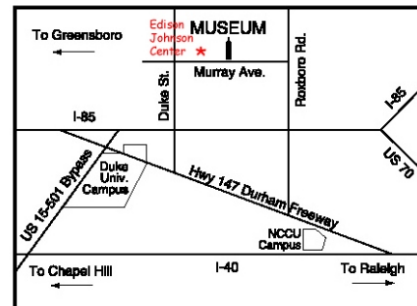 To Greensboro
Edison
Johnson
Center *
MUSEUM
Murray Ave.
Duke St.
Roxboro Rd.
I-85
I-85
US 70
US 15-501 Bypass
Duke
Univ.
Campus
Hwy 147 Durham Freeway
NCCU
Campus
To Chapel Hill
I-40
To Raleigh